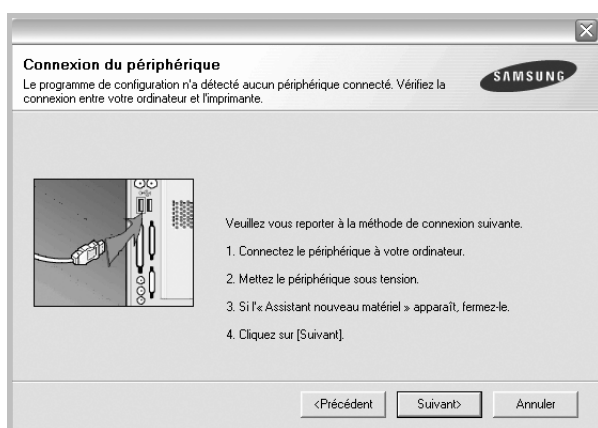 Connexion du périphérique
Le programme de configuration n'a détecté aucun périphérique connecté. Vérifiez la
connexion entre votre ordinateur et l'imprimante.
SAMSUNG
Veuillez vous reporter à la méthode de connexion suivante.
1. Connectez le périphérique à votre ordinateur.
2. Mettez le périphérique sous tension.
3. Si l'« Assistant nouveau matériel » apparaît, fermez-le.
4. Cliquez sur [Suivant].
<Précédent
Suivant>
Annuler